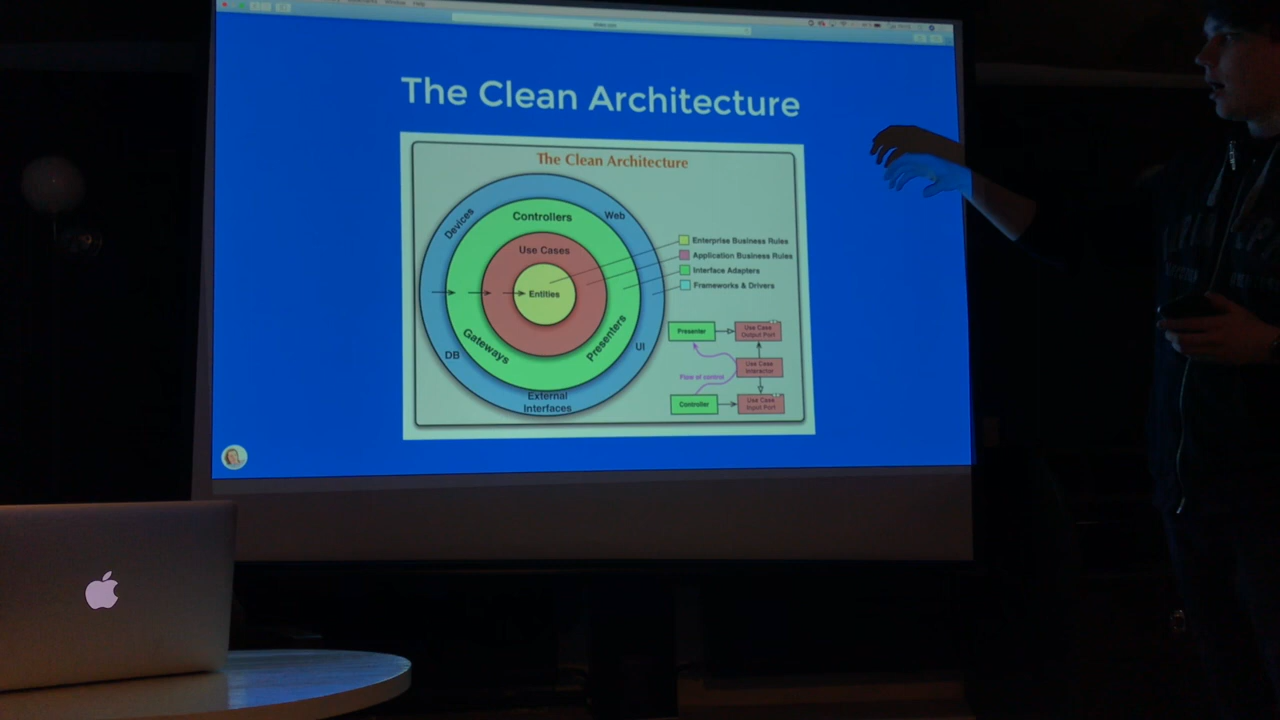 The Clean Architecture
The Clean Architecture
Devices
Controllers
Web
Use Cases
Entities
Gateways
Presenters
DB
UI
External
Interfaces
Enterprise Business Rules
Application Business Rules
Interface Adapters
Frameworks & Drivers
Presenter
Use Case
Output Port
Use Case
Interactor
Flow of control
Controller
Use Case
Input Port